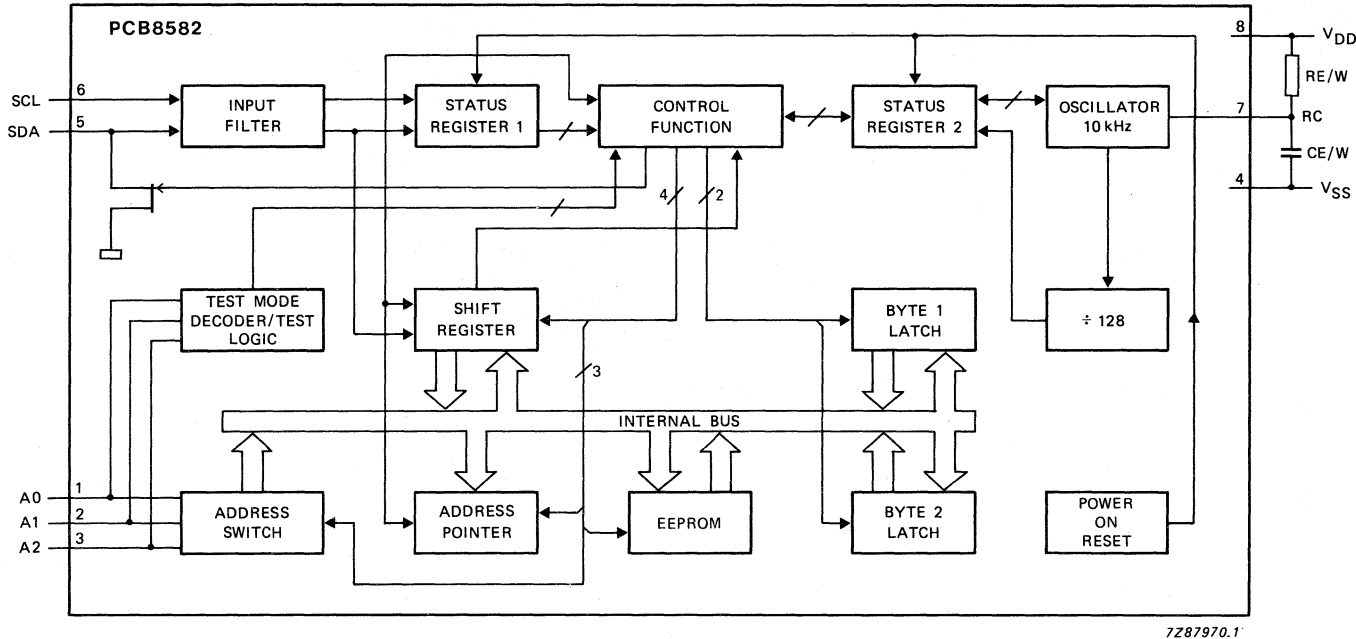 PCB8582
8
VDD
RE/W
6
SCL
INPUT
FILTER
STATUS
REGISTER 1
CONTROL
FUNCTION
STATUS
REGISTER 2
OSCILLATOR
10 kHz
7
RC
5
SDA
CE/W
4
VSS
4
2
TEST MODE
DECODER/TEST
LOGIC
SHIFT
REGISTER
BYTE 1
LATCH
÷ 128
3
INTERNAL BUS
A0
1
A1
2
A2
3
ADDRESS
SWITCH
ADDRESS
POINTER
EEPROM
BYTE 2
LATCH
POWER
ON
RESET
7Z87970.1